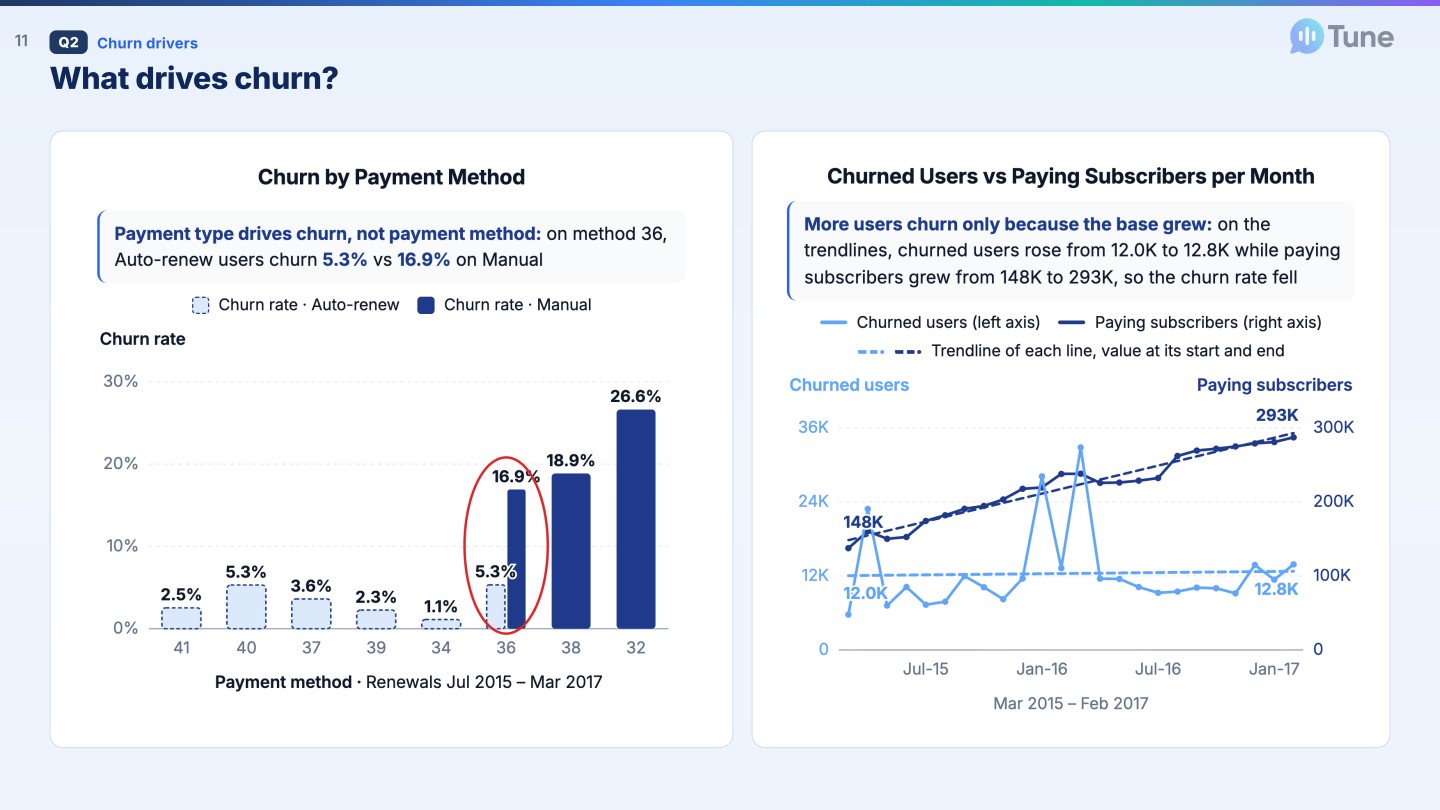 11 Q2 Churn drivers
Tune
What drives churn?
Churn by Payment Method
Payment type drives churn, not payment method: on method 36,
Auto-renew users churn 5.3% vs 16.9% on Manual
Churn rate · Auto-renew Churn rate · Manual
Churn rate
30%
20%
10%
0%
2.5%
5.3%
3.6%
2.3%
1.1%
5.3%
16.9%
18.9%
26.6%
41 40 37 39 34 36 38 32
Payment method · Renewals Jul 2015 – Mar 2017
Churned Users vs Paying Subscribers per Month
More users churn only because the base grew: on the
trendlines, churned users rose from 12.0K to 12.8K while paying
subscribers grew from 148K to 293K, so the churn rate fell
Churned users (left axis) Paying subscribers (right axis)
Trendline of each line, value at its start and end
Churned users Paying subscribers
293K
36K 300K
24K 200K
148K
12K 100K
12.0K 12.8K
0 0
Jul-15 Jan-16 Jul-16 Jan-17
Mar 2015 – Feb 2017